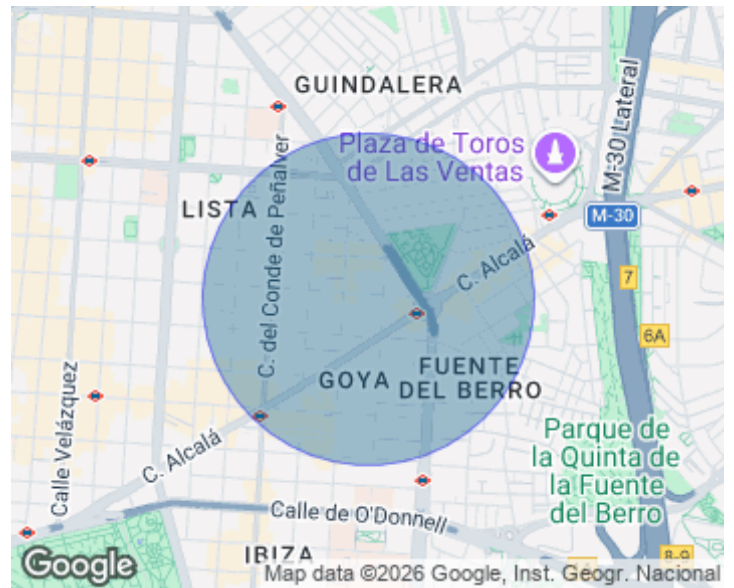 GUINDALERA
Plaza de Toros
de Las Ventas
M-30 Lateral
LISTA
C. del Conde de Peñalver
M-30
C. Alcalá
7
6A
Calle Velázquez
GOYA
FUENTE
DEL BERRO
C. Alcalá
Parque de
la Quinta de
la Fuente
del Berro
Calle de O'Donnell
IBIZA
8-9
Google
Map data ©2026 Google, Inst. Geogr. Nacional